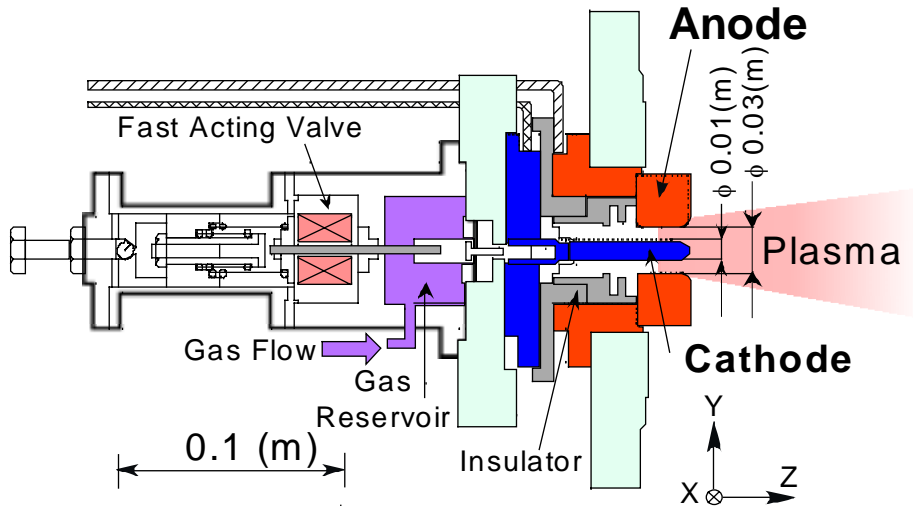 Anode
Fast Acting Valve
ϕ 0.01(m)
ϕ 0.03(m)
Plasma
Gas Flow
Gas
Reservoir
Cathode
0.1 (m)
Insulator
Y
X
Z